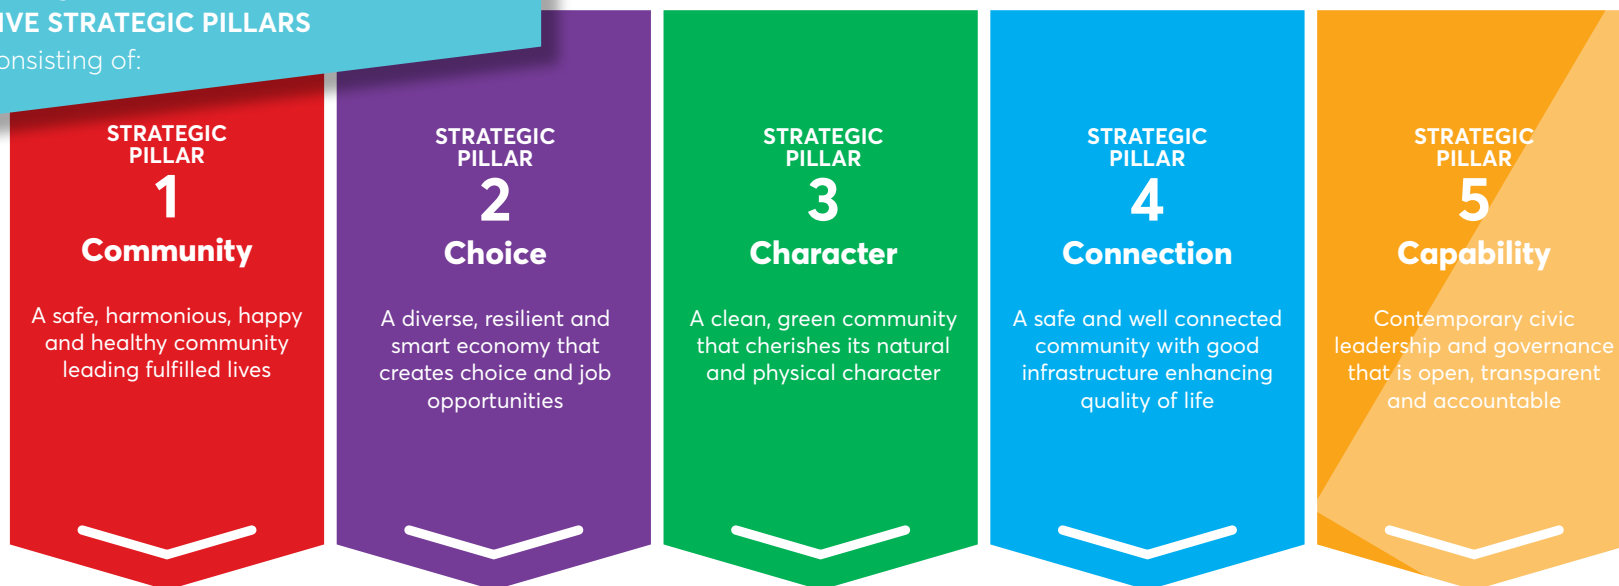 IVE STRATEGIC PILLARS
onsisting of:
STRATEGIC
PILLAR
1
Community
A safe, harmonious, happy
and healthy community
leading fulfilled lives
STRATEGIC
PILLAR
2
Choice
A diverse, resilient and
smart economy that
creates choice and job
opportunities
STRATEGIC
PILLAR
3
Character
A clean, green community
that cherishes its natural
and physical character
STRATEGIC
PILLAR
4
Connection
A safe and well connected
community with good
infrastructure enhancing
quality of life
STRATEGIC
PILLAR
5
Capability
Contemporary civic
leadership and governance
that is open, transparent
and accountable